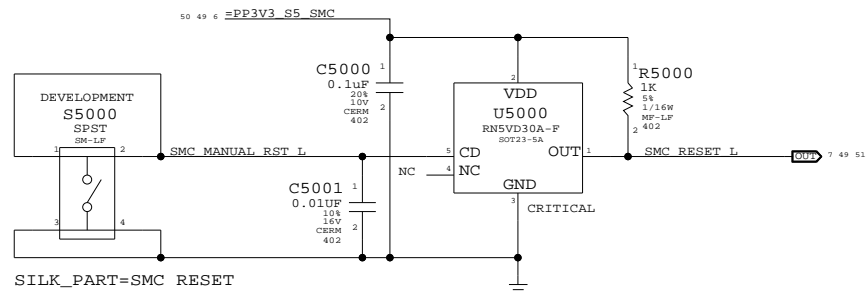 50 49 6 =PP3V3_S5_SMC
C5000
0.1uF
20%
10V
CERM
402
1
2
DEVELOPMENT
S5000
SPST
SM-LF
1 2
3 4
SMC_MANUAL_RST_L
C5001
0.01UF
10%
16V
CERM
402
1
2
NC
2
VDD
U5000
RN5VD30A-F
SOT23-5A
5 CD
4 NC
OUT 1
GND
3
CRITICAL
R5000
1K
5%
1/16W
MF-LF
402
1
2
SMC_RESET_L
OUT 7 49 51
SILK_PART=SMC RESET